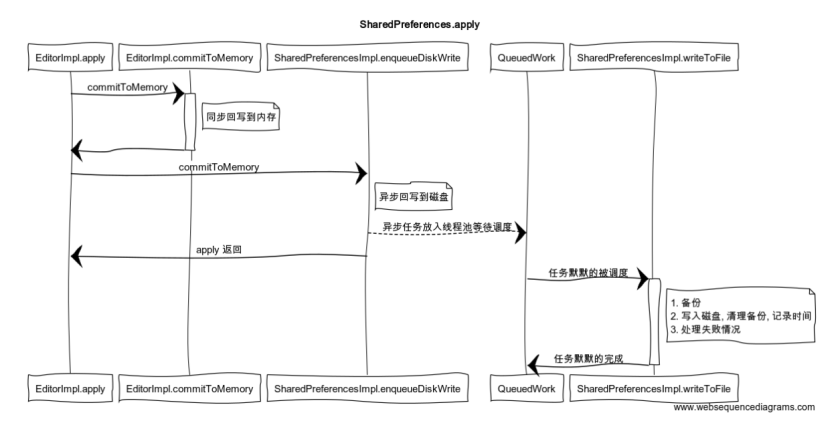 SharedPreferences.apply
EditorImpl.apply
EditorImpl.commitToMemory
SharedPreferencesImpl.enqueueDiskWrite
QueuedWork
SharedPreferencesImpl.writeToFile
commitToMemory
同步回写到内存
commitToMemory
异步回写到磁盘
异步任务放入线程池等待调度
apply 返回
任务默默的被调度
1. 备份
2. 写入磁盘, 清理备份, 记录时间
3. 处理失败情况
任务默默的完成
EditorImpl.apply
EditorImpl.commitToMemory
SharedPreferencesImpl.enqueueDiskWrite
QueuedWork
SharedPreferencesImpl.writeToFile
www.websequencediagrams.com